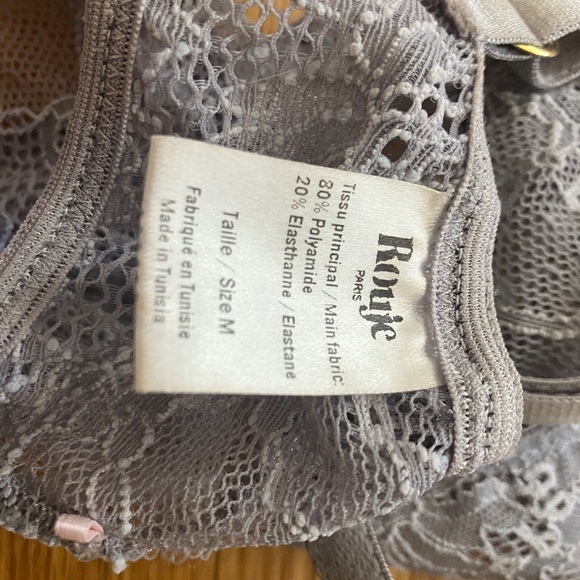 Rouje
PARIS
Tissu principal / Main fabric:
80% Polyamide
20% Elasthanne / Elastane
Taille / Size M
Fabriqué en Tunisie
Made in Tunisia